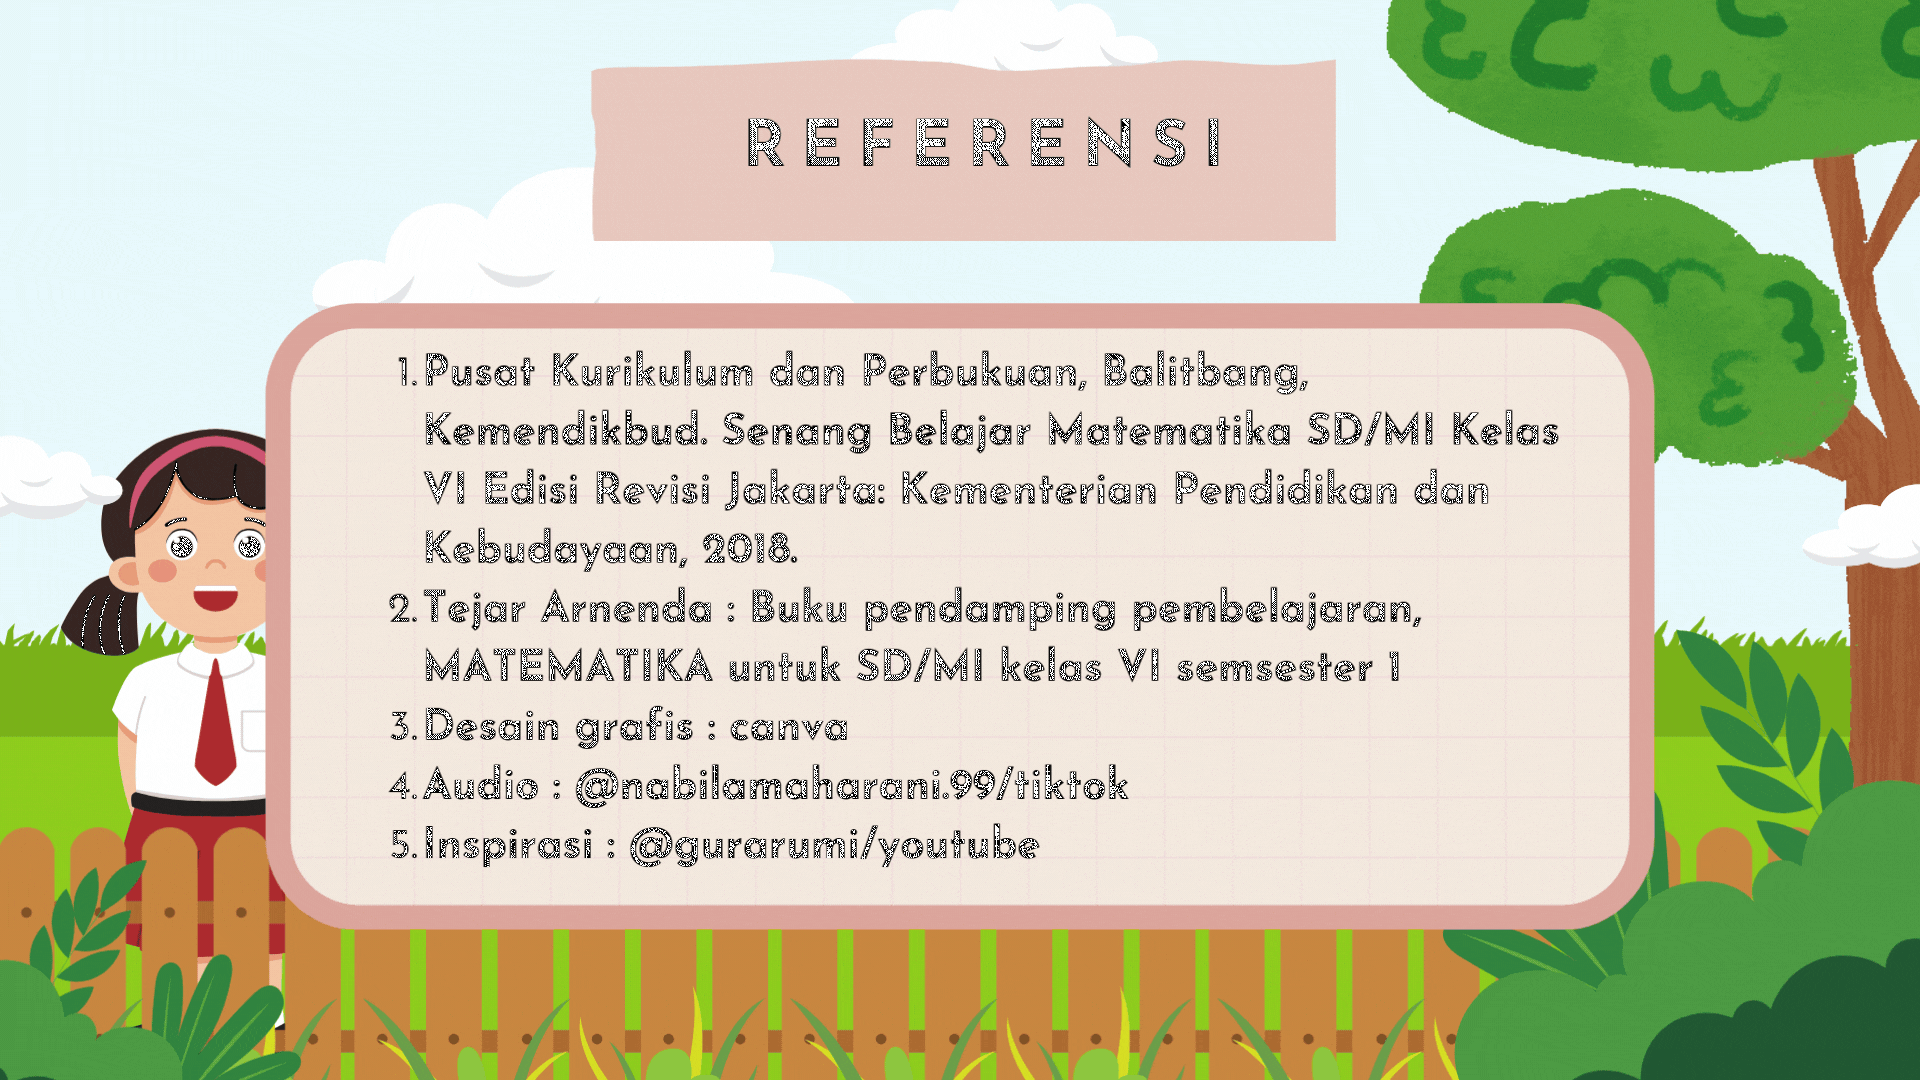 REFERENSI
1. Pusat Kurikulum dan Perbukuan, Balitbang,
Kemendikbud. Senang Belajar Matematika SD/MI Kelas
VI Edisi Revisi Jakarta: Kementerian Pendidikan dan
Kebudayaan, 2018.
2. Tejar Arnenda : Buku pendamping pembelajaran,
MATEMATIKA untuk SD/MI kelas VI semsester 1
3. Desain grafis : canva
4. Audio : @nabilamaharani.99/tiktok
5. Inspirasi : @gurarumi/youtube